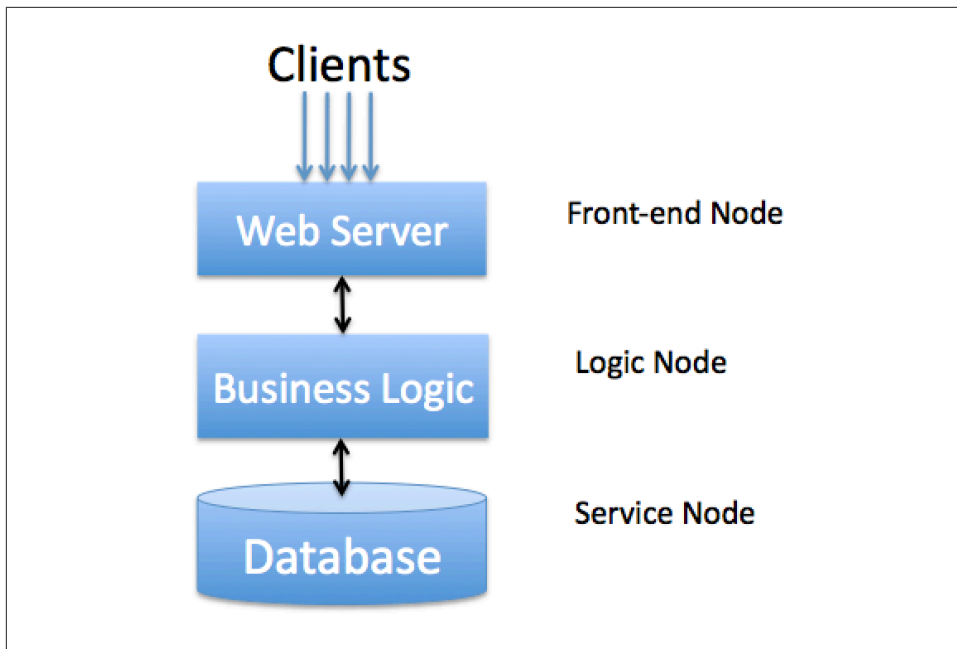 Clients
Web Server
Front-end Node
Business Logic
Logic Node
Database
Service Node